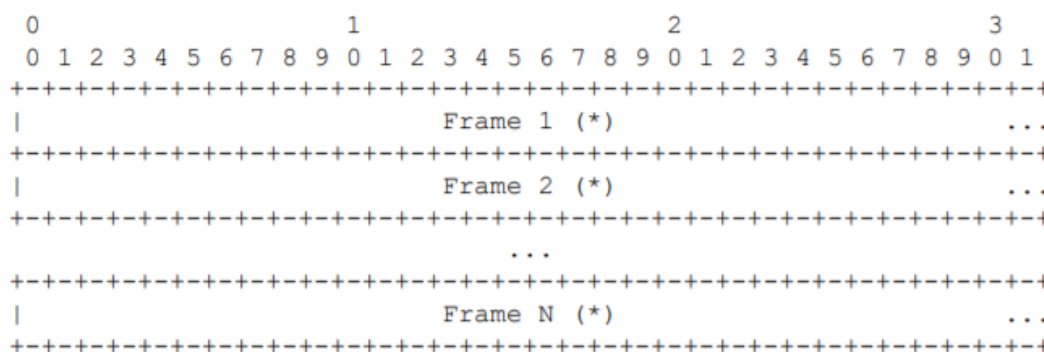 0                   1                   2                   3
0 1 2 3 4 5 6 7 8 9 0 1 2 3 4 5 6 7 8 9 0 1 2 3 4 5 6 7 8 9 0 1
+-+-+-+-+-+-+-+-+-+-+-+-+-+-+-+-+-+-+-+-+-+-+-+-+-+-+-+-+-+-+-+-+
|                          Frame 1 (*)                        ...
+-+-+-+-+-+-+-+-+-+-+-+-+-+-+-+-+-+-+-+-+-+-+-+-+-+-+-+-+-+-+-+-+
|                          Frame 2 (*)                        ...
+-+-+-+-+-+-+-+-+-+-+-+-+-+-+-+-+-+-+-+-+-+-+-+-+-+-+-+-+-+-+-+-+
                               ...
+-+-+-+-+-+-+-+-+-+-+-+-+-+-+-+-+-+-+-+-+-+-+-+-+-+-+-+-+-+-+-+-+
|                          Frame N (*)                        ...
+-+-+-+-+-+-+-+-+-+-+-+-+-+-+-+-+-+-+-+-+-+-+-+-+-+-+-+-+-+-+-+-+